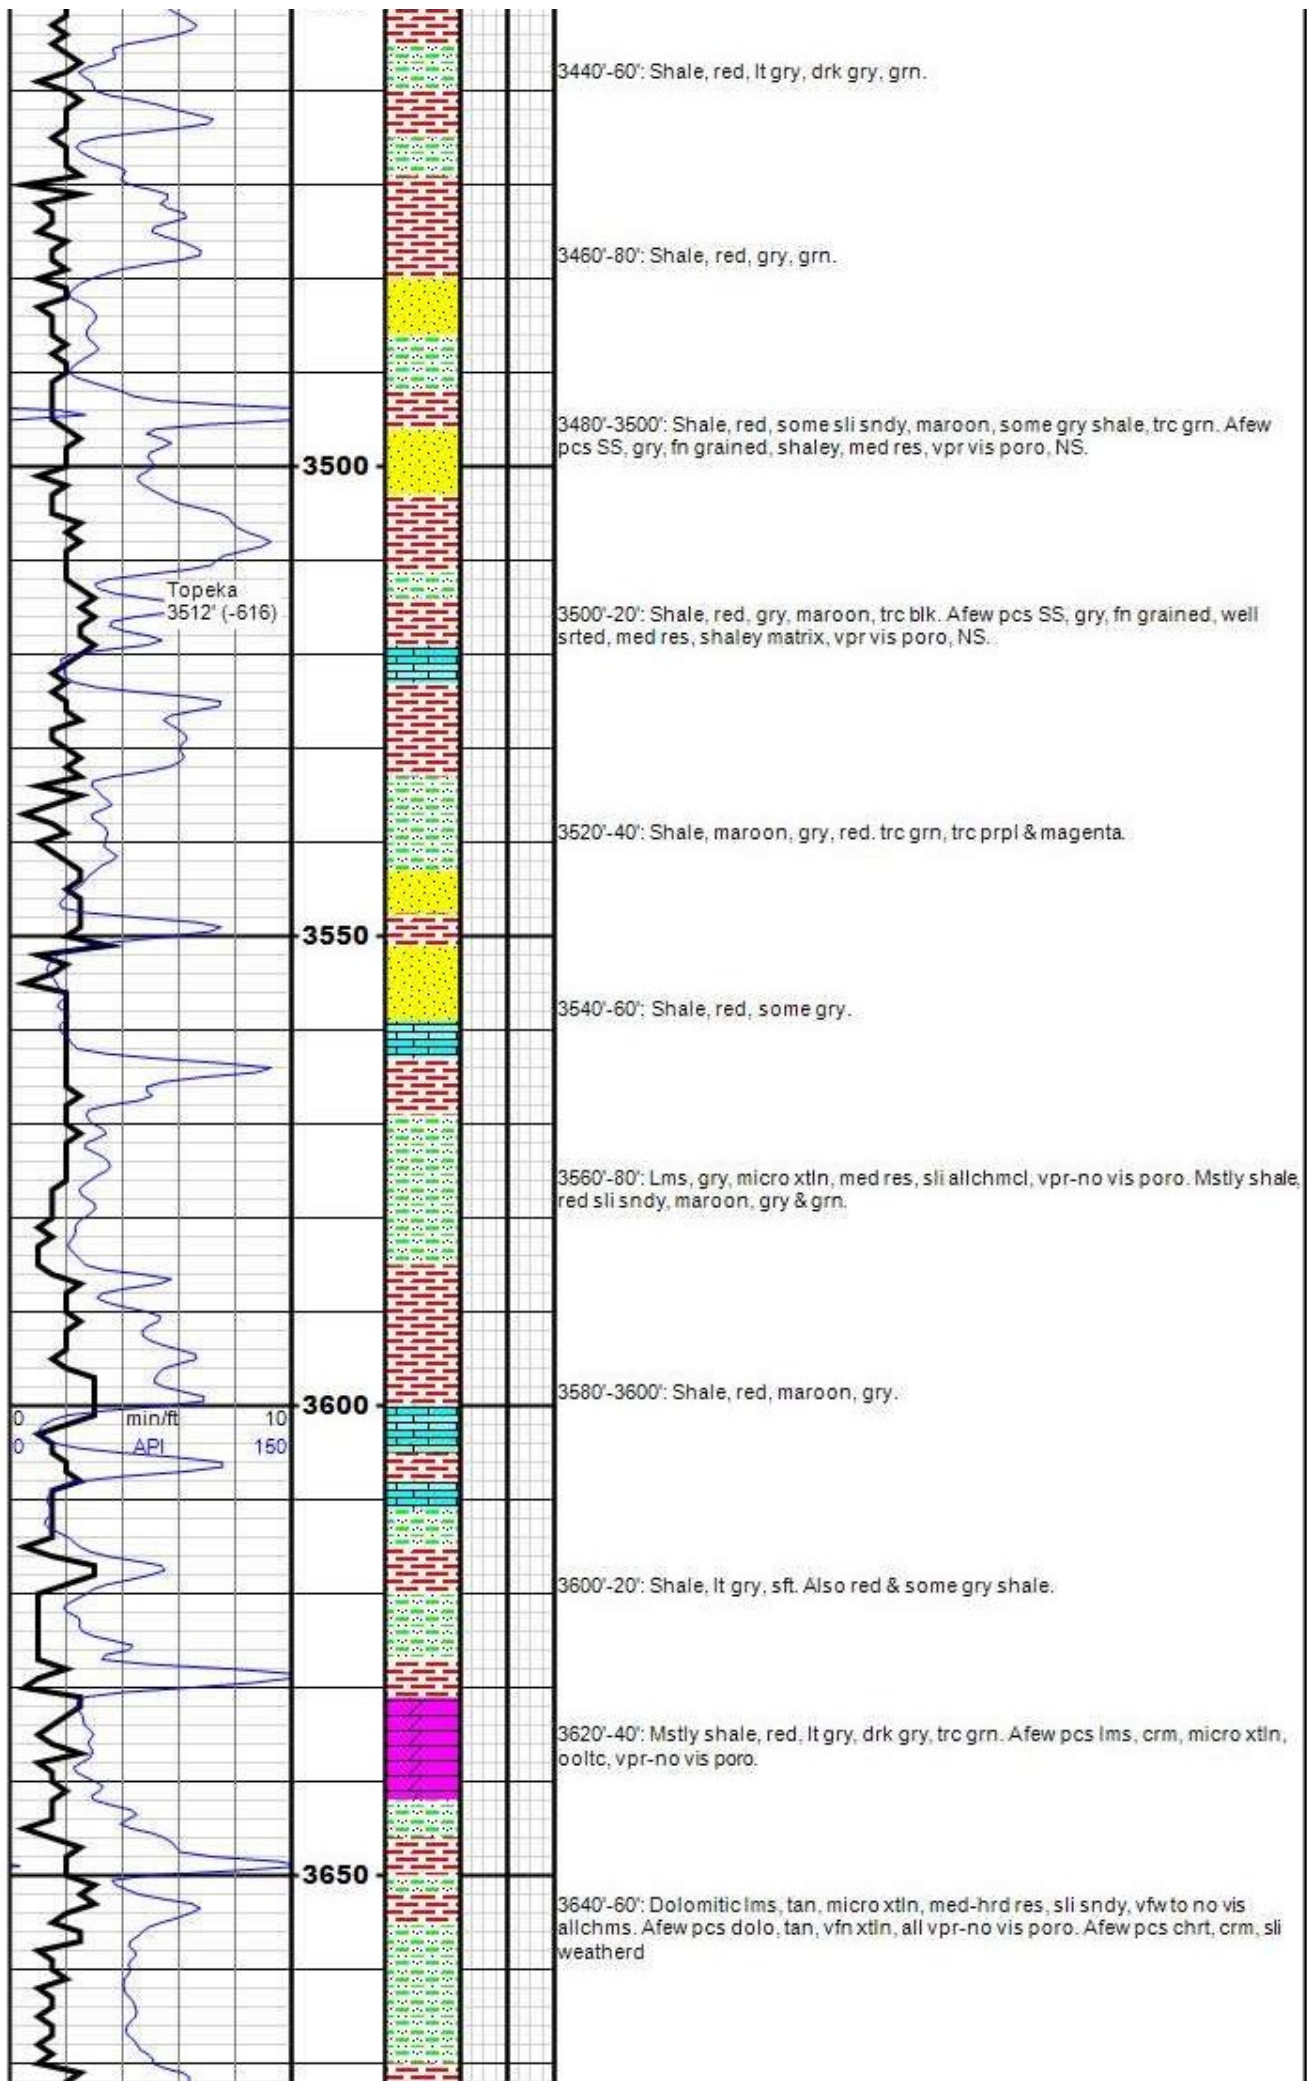 3440'-60': Shale, red, lt gry, drk gry, grn.
3460'-80': Shale, red, gry, grn.
3480'-3500': Shale, red, some sli sndy, maroon, some gry shale, trc grn. Afew
pcs SS, gry, fn grained, shaley, med res, vpr vis poro, NS.
3500
Topeka
3512' (-616)
3500'-20': Shale, red, gry, maroon, trc blk. Afew pcs SS, gry, fn grained, well
srted, med res, shaley matrix, vpr vis poro, NS.
3520'-40': Shale, maroon, gry, red. trc grn, trc prpl & magenta.
3550
3540'-60': Shale, red, some gry.
3560'-80': Lms, gry, micro xtln, med res, sli allchmcl, vpr-no vis poro. Mstly shale,
red sli sndy, maroon, gry & grn.
3580'-3600': Shale, red, maroon, gry.
3600
0 min/ft 10
0 API 150
3600'-20': Shale, lt gry, sft. Also red & some gry shale.
3620'-40': Mstly shale, red, lt gry, drk gry, trc grn. Afew pcs lms, crm, micro xtln,
ooltc, vpr-no vis poro.
3650
3640'-60': Dolomitic lms, tan, micro xtln, med-hrd res, sli sndy, vfw to no vis
allchms. Afew pcs dolo, tan, vfn xtln, all vpr-no vis poro. Afew pcs chrt, crm, sli
weatherd